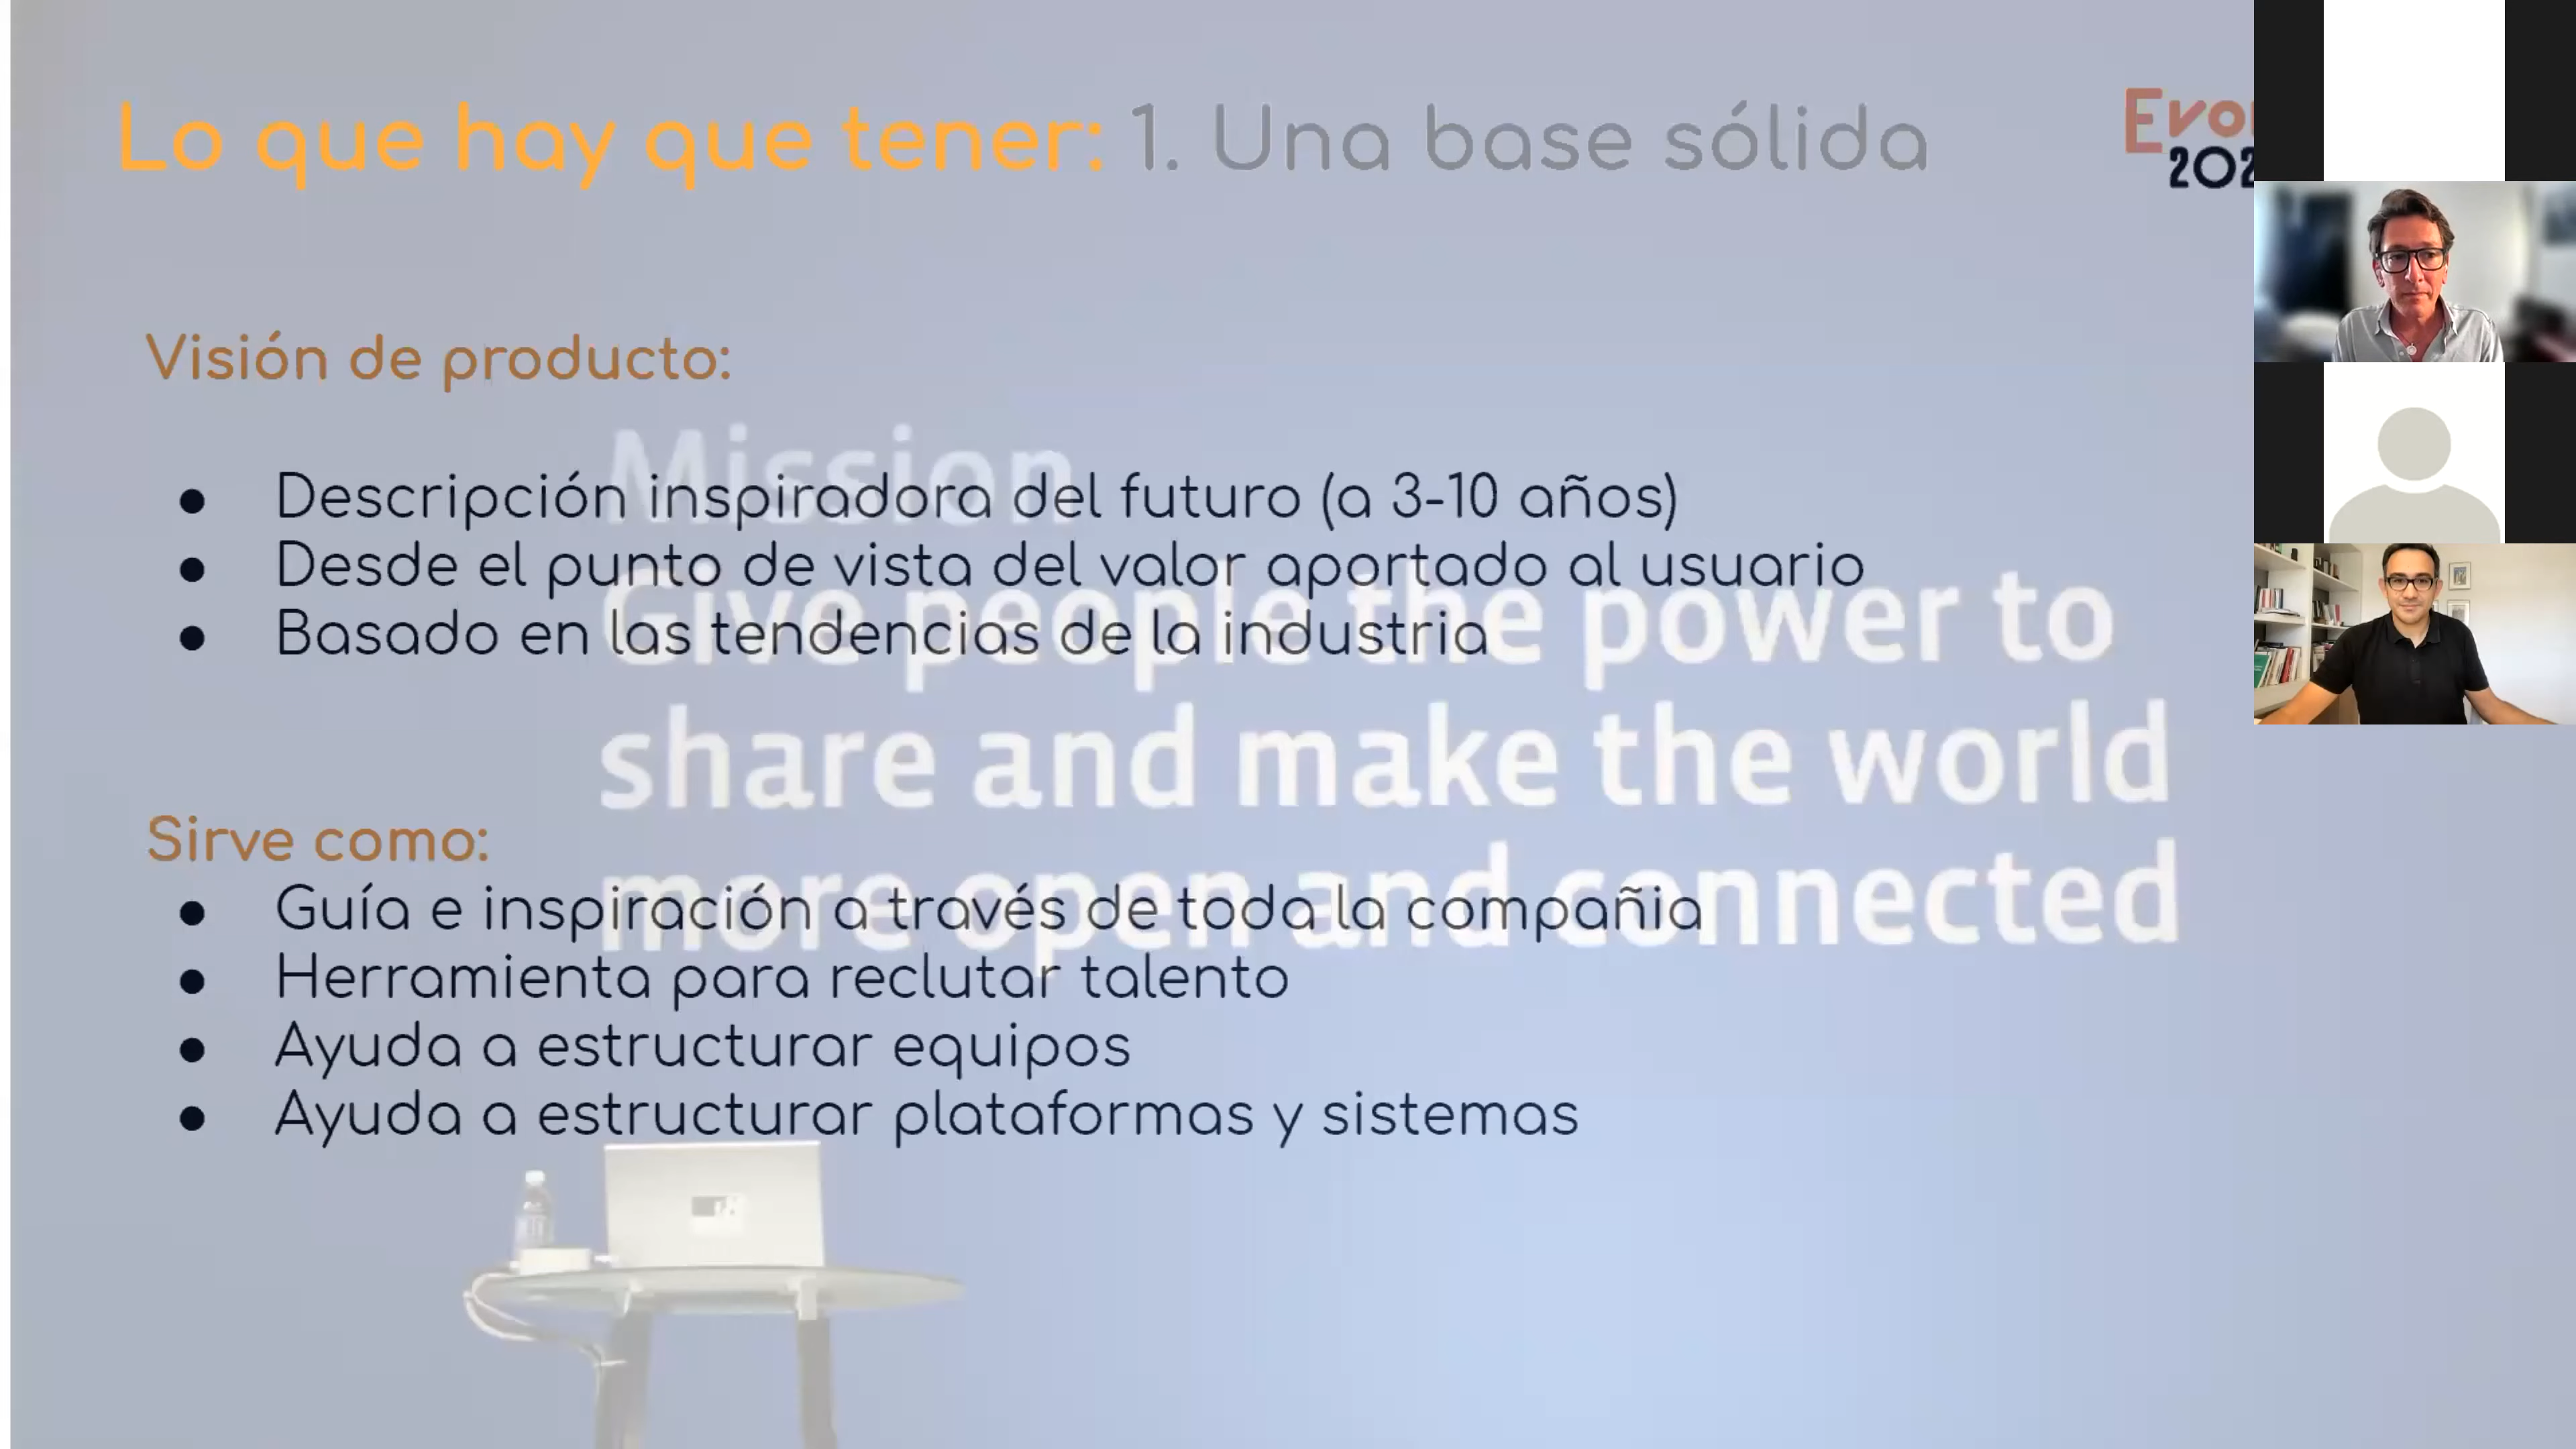 Lo que hay que tener: 1. Una base sólida
Evo
202
Visión de producto:
Mission
● Descripción inspiradora del futuro (a 3-10 años)
● Desde el punto de vista del valor aportado al usuario
● Basado en las tendencias de la industria
Give people the power to
share and make the world
more open and connected
Sirve como:
● Guía e inspiración a través de toda la compañia
● Herramienta para reclutar talento
● Ayuda a estructurar equipos
● Ayuda a estructurar plataformas y sistemas